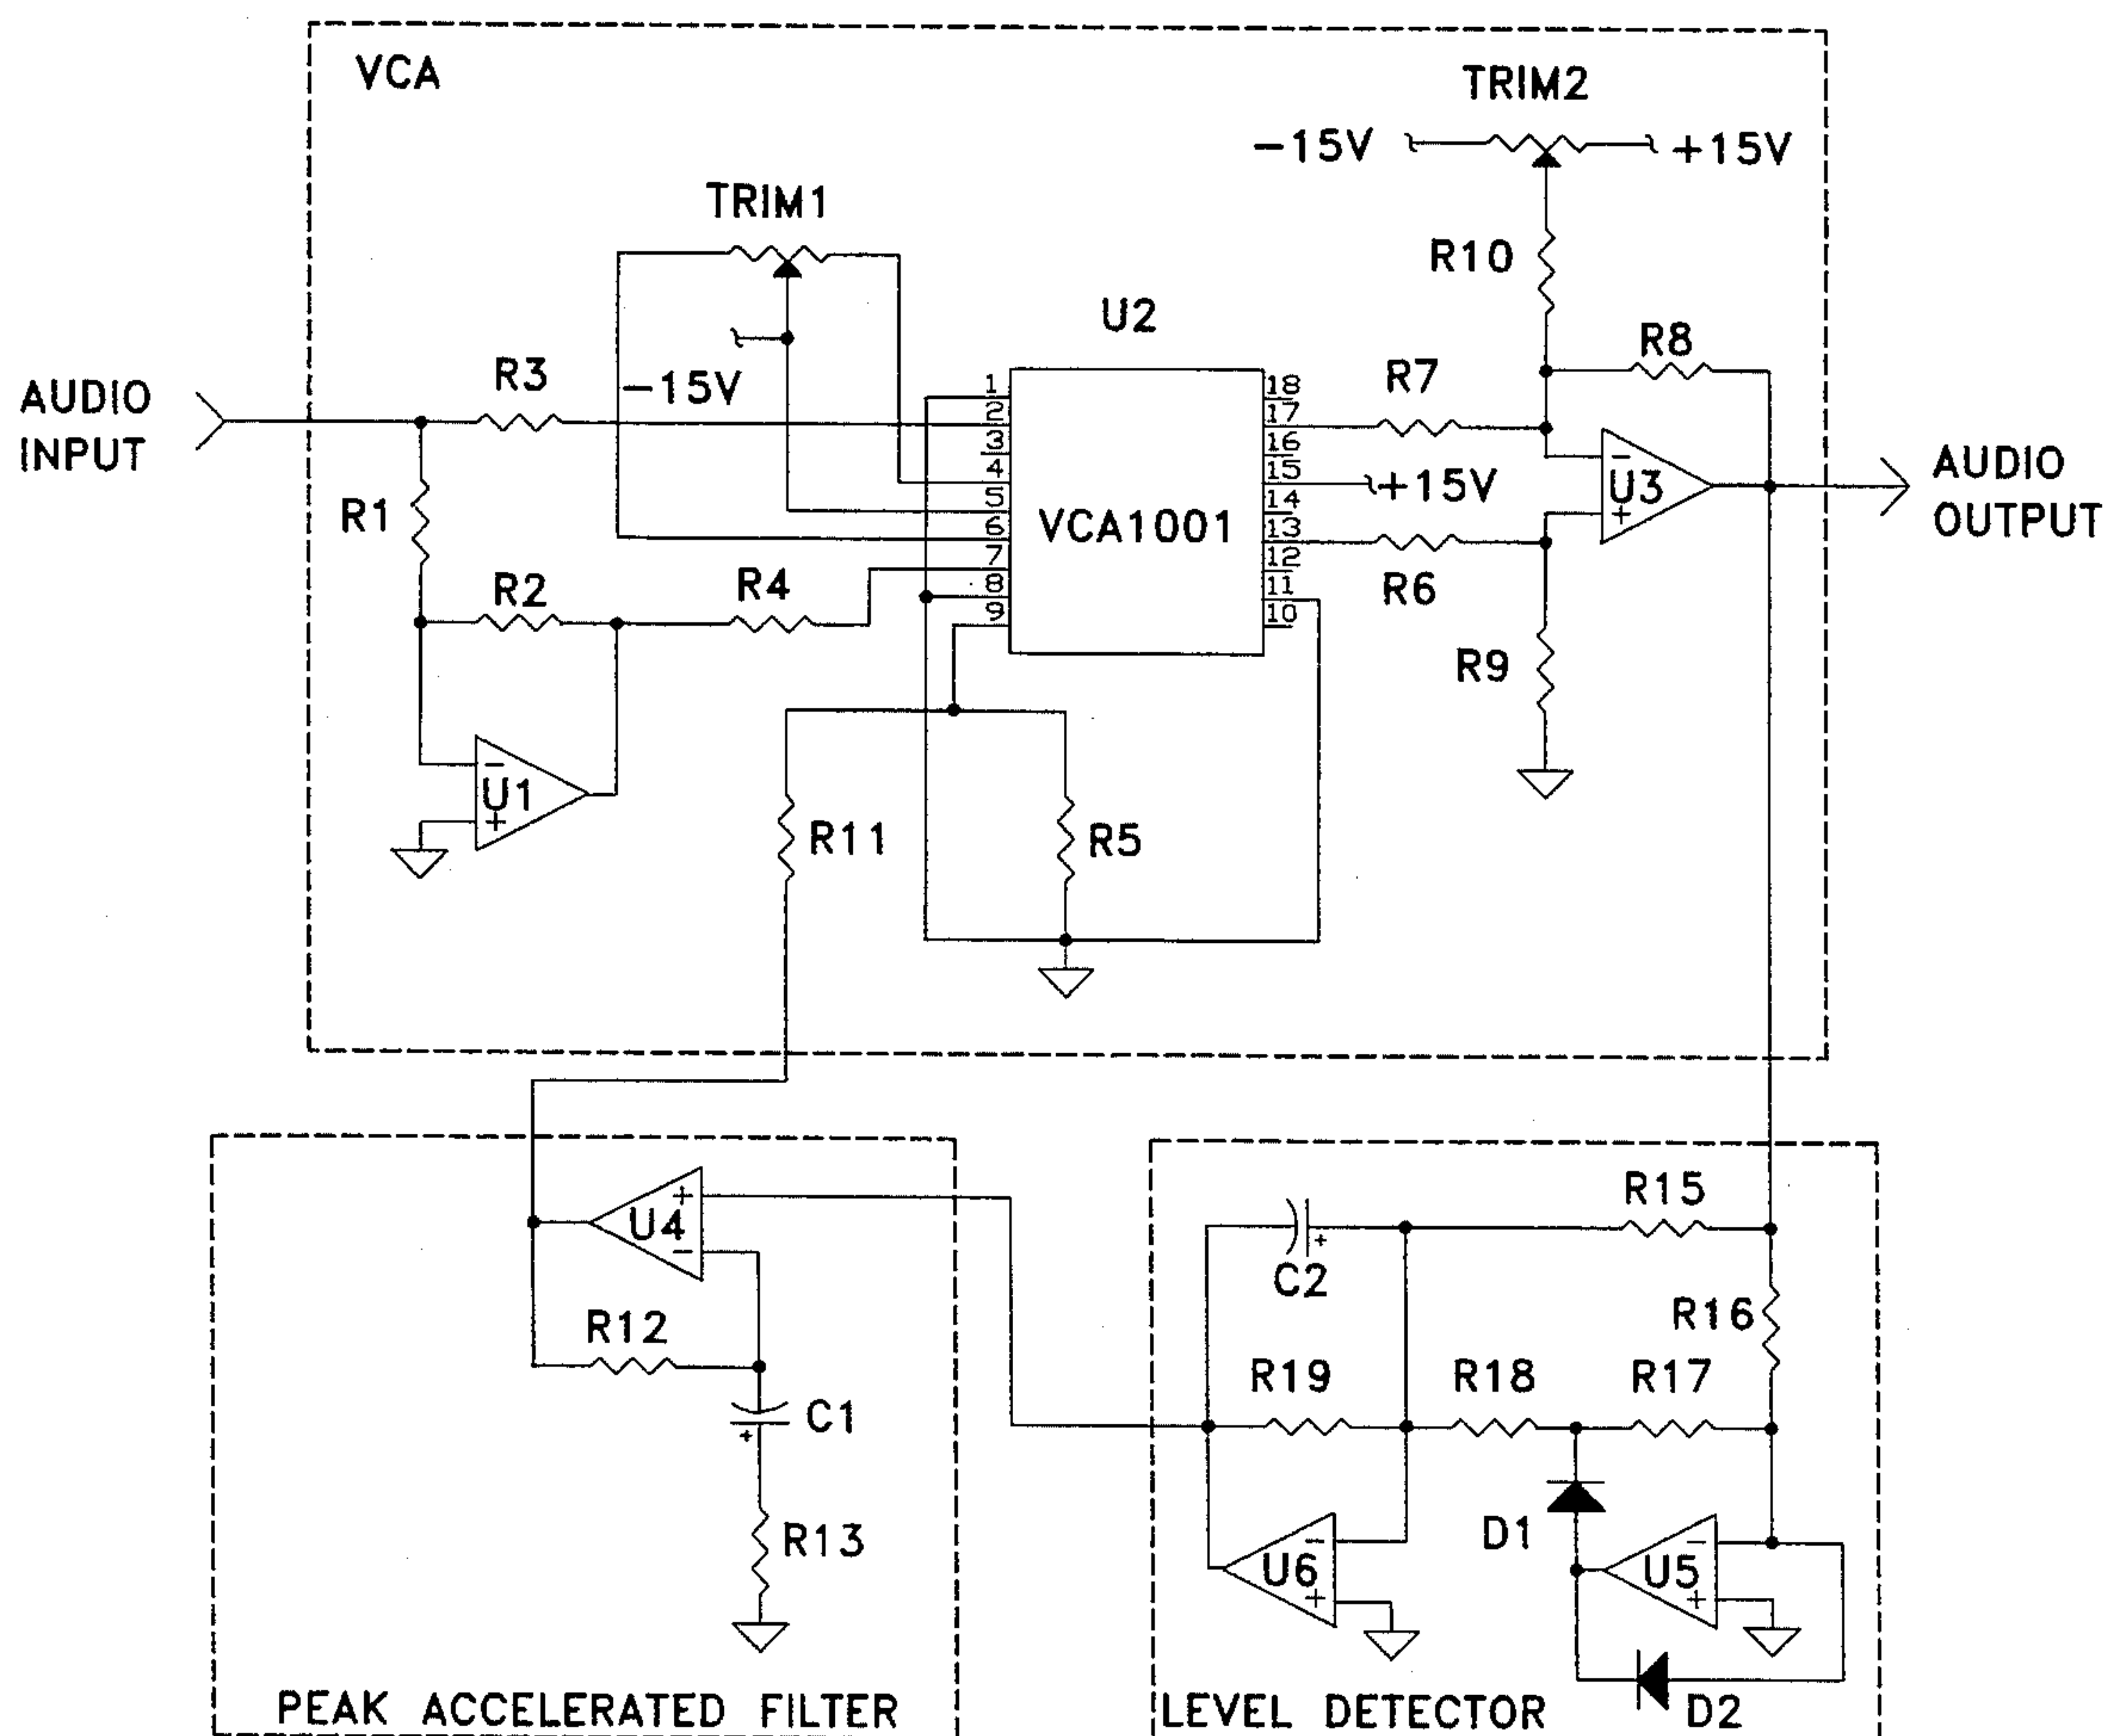 VCA
TRIM2
-15V
+15V
TRIM1
R10
U2
R8
R3
-15V
R7
AUDIO
INPUT
1
2
3
4
5
6
7
8
9
18
17
16
15
14
13
12
11
10
VCA1001
+15V
-
U3
+
AUDIO
OUTPUT
R1
R2
R4
R6
R9
-
U1
+
R11
R5
+
U4
-
R15
+
C2
R16
R12
R19
R18
R17
C1
+
R13
D1
-
U6
+
-
U5
+
PEAK ACCELERATED FILTER
LEVEL DETECTOR
D2